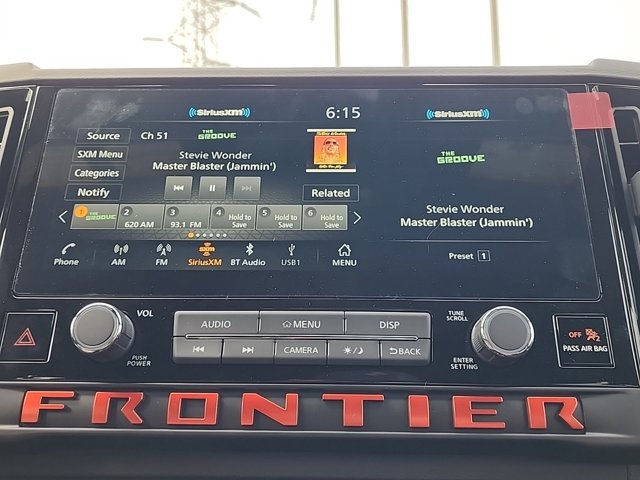 SiriusXM 6:15 SiriusXM
Source Ch 51 THE GROOVE
SXM Menu Stevie Wonder
Categories Master Blaster (Jammin')
Notify Related
THE GROOVE
Stevie Wonder
Master Blaster (Jammin')
1 THE GROOVE
2 620 AM
3 93.1 FM
4 Hold to Save
5 Hold to Save
6 Hold to Save
Preset 1
Phone AM FM SXM SiriusXM BT Audio USB1 MENU
VOL
PUSH POWER
AUDIO MENU DISP
CAMERA BACK
TUNE SCROLL
ENTER SETTING
OFF 2
PASS AIR BAG
FRONTIER